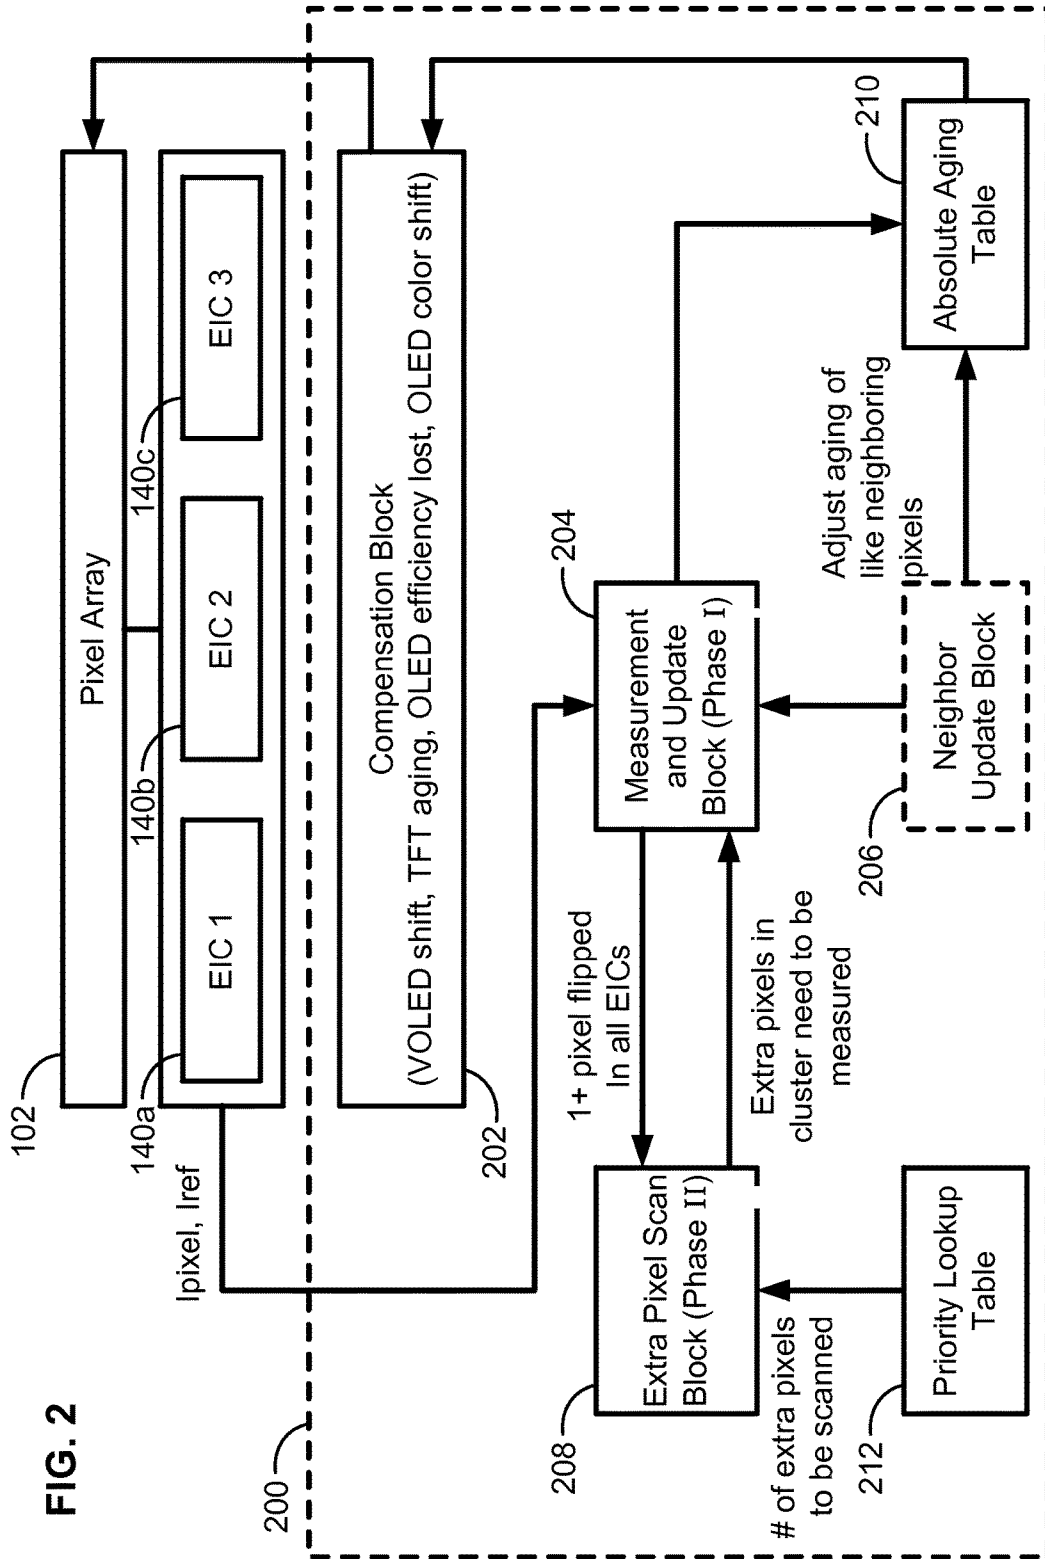 FIG. 2
102
Pixel Array
140a
EIC 1
140b
EIC 2
140c
EIC 3
Ipixel, Iref
200
202
Compensation Block
(VOLED shift, TFT aging, OLED efficiency lost, OLED color shift)
208
Extra Pixel Scan
Block (Phase II)
1+ pixel flipped
In all EICs
Extra pixels in
cluster need to be
measured
204
Measurement
and Update
Block (Phase I)
# of extra pixels
to be scanned
212
Priority Lookup
Table
206
Neighbor
Update Block
Adjust aging of
like neighboring
pixels
210
Absolute Aging
Table